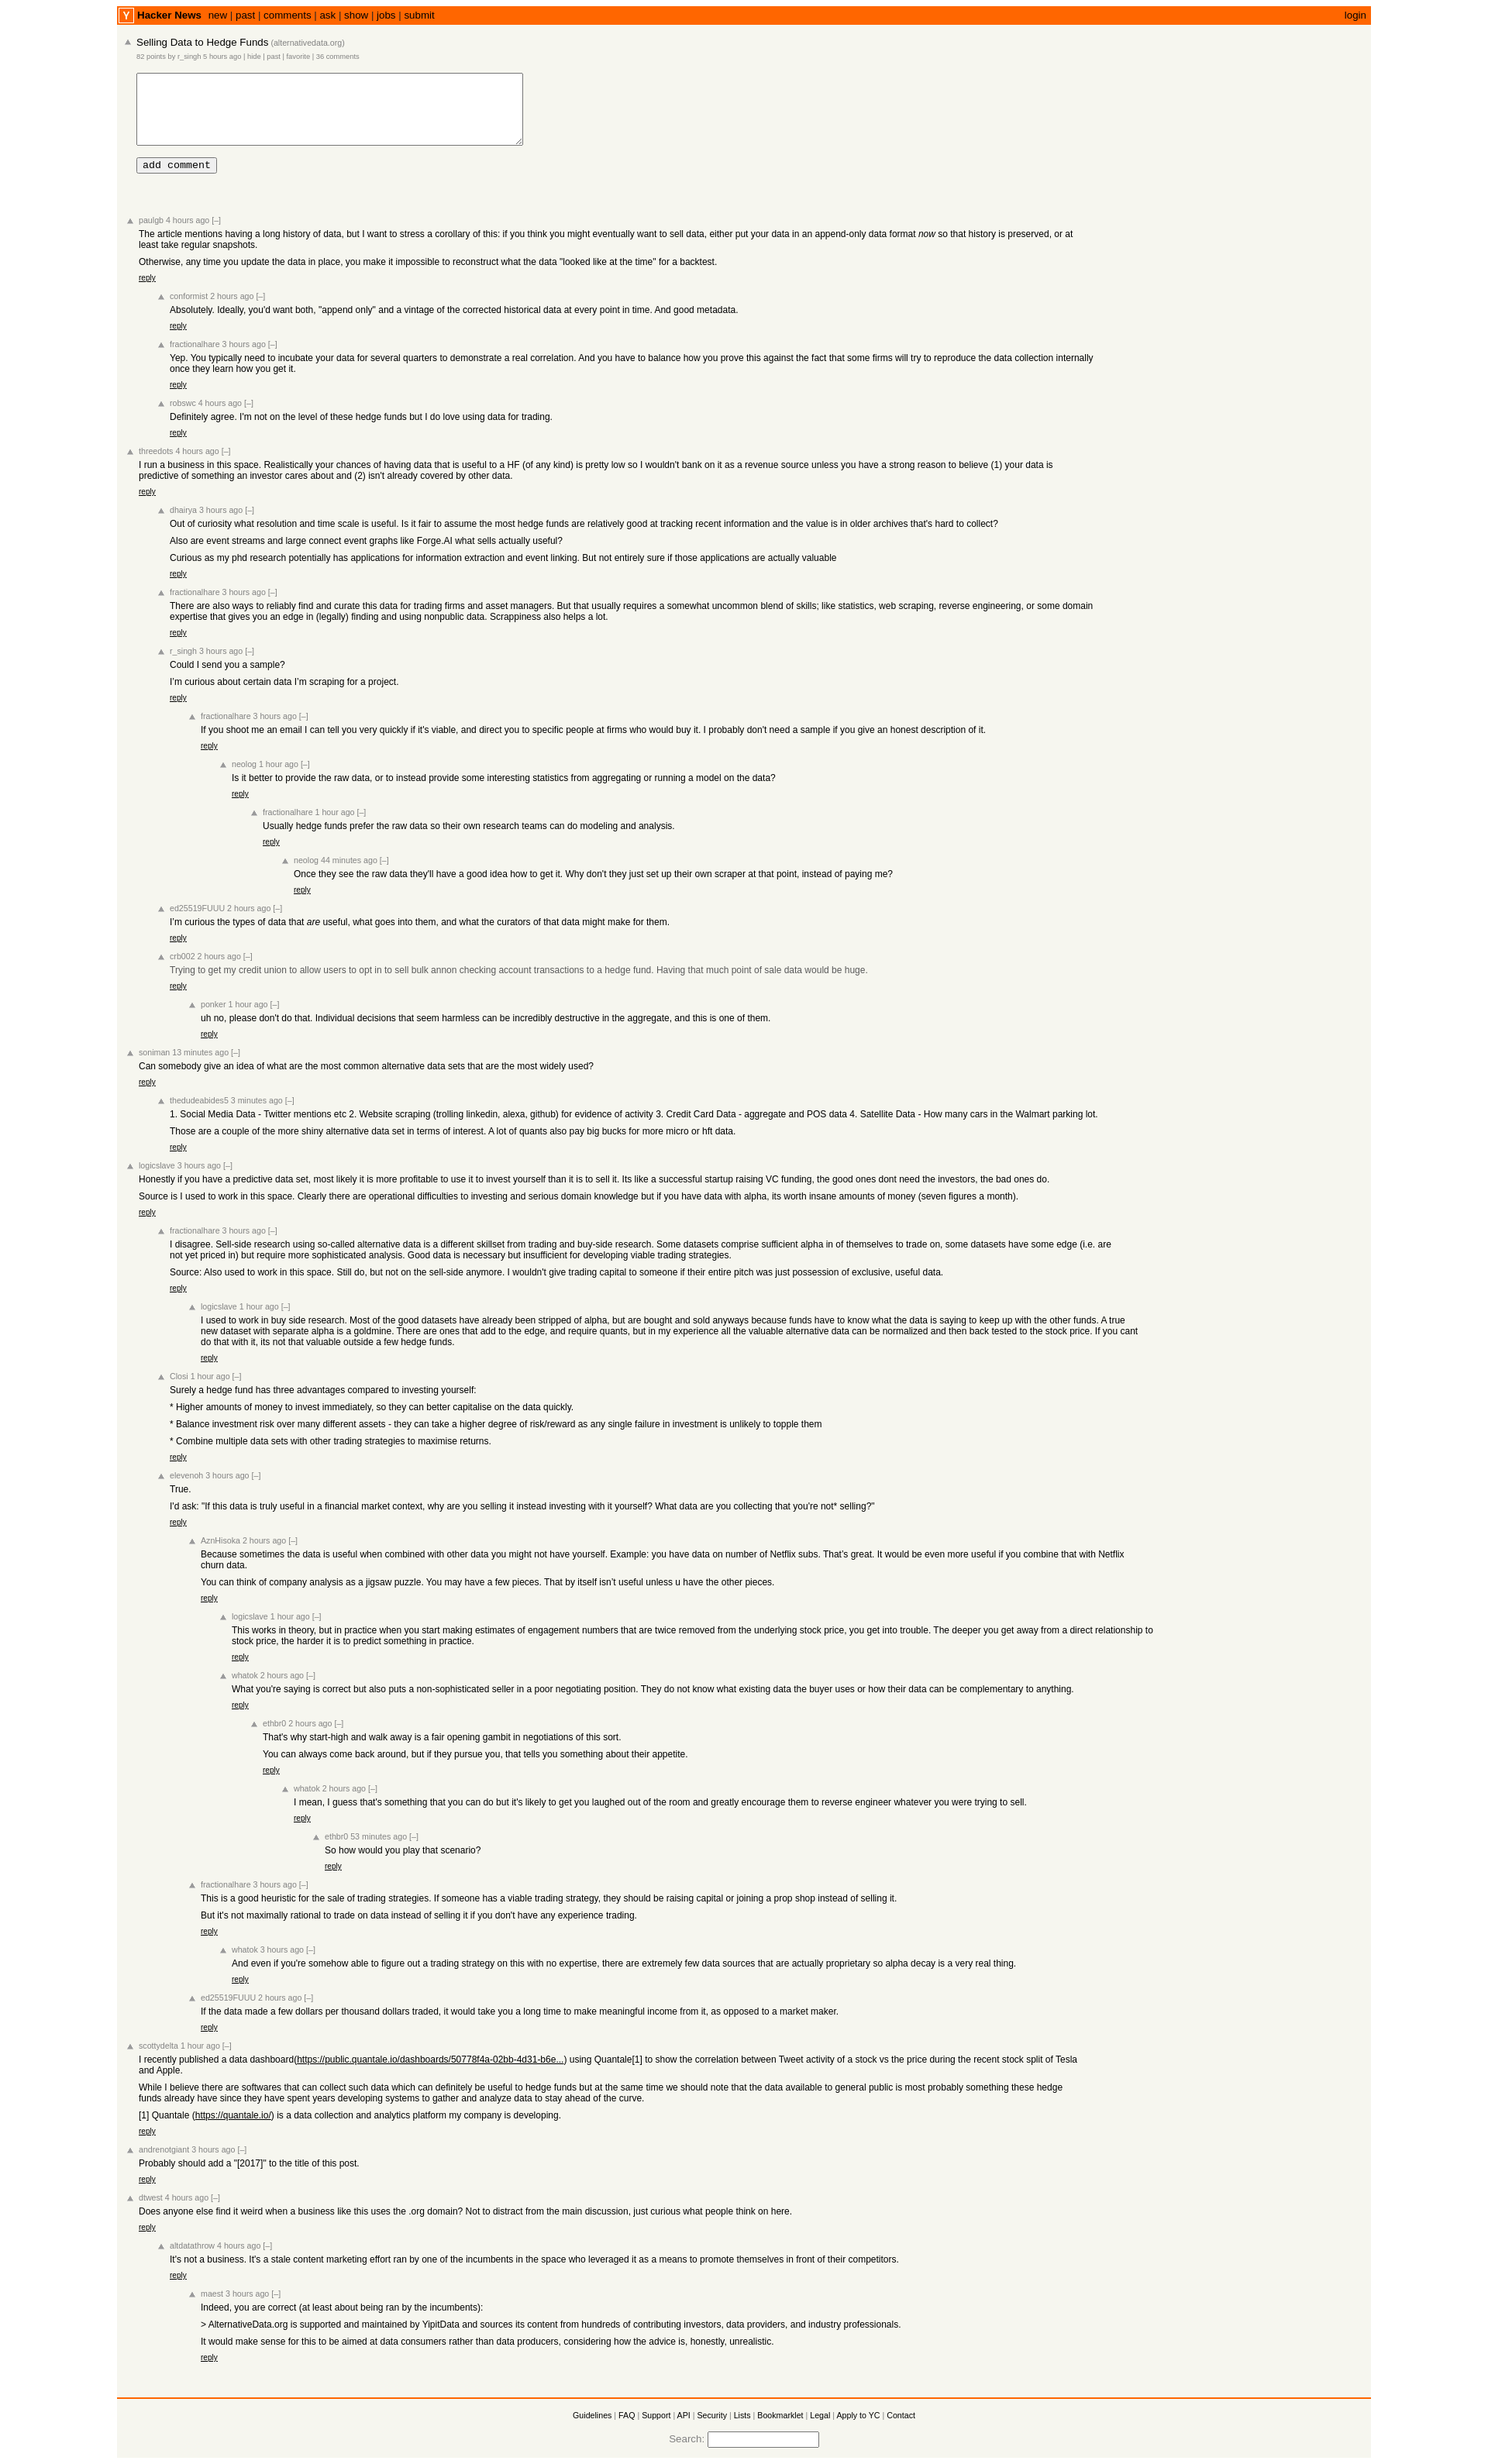 Y Hacker News new | past | comments | ask | show | jobs | submit login
Selling Data to Hedge Funds (alternativedata.org)
82 points by r_singh 5 hours ago | hide | past | favorite | 36 comments
add comment
paulgb 4 hours ago [–]
The article mentions having a long history of data, but I want to stress a corollary of this: if you think you might eventually want to sell data, either put your data in an append-only data format now so that history is preserved, or at
least take regular snapshots.
Otherwise, any time you update the data in place, you make it impossible to reconstruct what the data "looked like at the time" for a backtest.
reply
conformist 2 hours ago [–]
Absolutely. Ideally, you'd want both, "append only" and a vintage of the corrected historical data at every point in time. And good metadata.
reply
fractionalhare 3 hours ago [–]
Yep. You typically need to incubate your data for several quarters to demonstrate a real correlation. And you have to balance how you prove this against the fact that some firms will try to reproduce the data collection internally
once they learn how you get it.
reply
robswc 4 hours ago [–]
Definitely agree. I'm not on the level of these hedge funds but I do love using data for trading.
reply
threedots 4 hours ago [–]
I run a business in this space. Realistically your chances of having data that is useful to a HF (of any kind) is pretty low so I wouldn't bank on it as a revenue source unless you have a strong reason to believe (1) your data is
predictive of something an investor cares about and (2) isn't already covered by other data.
reply
dhairya 3 hours ago [–]
Out of curiosity what resolution and time scale is useful. Is it fair to assume the most hedge funds are relatively good at tracking recent information and the value is in older archives that's hard to collect?
Also are event streams and large connect event graphs like Forge.AI what sells actually useful?
Curious as my phd research potentially has applications for information extraction and event linking. But not entirely sure if those applications are actually valuable
reply
fractionalhare 3 hours ago [–]
There are also ways to reliably find and curate this data for trading firms and asset managers. But that usually requires a somewhat uncommon blend of skills; like statistics, web scraping, reverse engineering, or some domain
expertise that gives you an edge in (legally) finding and using nonpublic data. Scrappiness also helps a lot.
reply
r_singh 3 hours ago [–]
Could I send you a sample?
I'm curious about certain data I'm scraping for a project.
reply
fractionalhare 3 hours ago [–]
If you shoot me an email I can tell you very quickly if it's viable, and direct you to specific people at firms who would buy it. I probably don't need a sample if you give an honest description of it.
reply
neolog 1 hour ago [–]
Is it better to provide the raw data, or to instead provide some interesting statistics from aggregating or running a model on the data?
reply
fractionalhare 1 hour ago [–]
Usually hedge funds prefer the raw data so their own research teams can do modeling and analysis.
reply
neolog 44 minutes ago [–]
Once they see the raw data they'll have a good idea how to get it. Why don't they just set up their own scraper at that point, instead of paying me?
reply
ed25519FUUU 2 hours ago [–]
I'm curious the types of data that are useful, what goes into them, and what the curators of that data might make for them.
reply
crb002 2 hours ago [–]
Trying to get my credit union to allow users to opt in to sell bulk annon checking account transactions to a hedge fund. Having that much point of sale data would be huge.
reply
ponker 1 hour ago [–]
uh no, please don't do that. Individual decisions that seem harmless can be incredibly destructive in the aggregate, and this is one of them.
reply
soniman 13 minutes ago [–]
Can somebody give an idea of what are the most common alternative data sets that are the most widely used?
reply
thedudeabides5 3 minutes ago [–]
1. Social Media Data - Twitter mentions etc 2. Website scraping (trolling linkedin, alexa, github) for evidence of activity 3. Credit Card Data - aggregate and POS data 4. Satellite Data - How many cars in the Walmart parking lot.
Those are a couple of the more shiny alternative data set in terms of interest. A lot of quants also pay big bucks for more micro or hft data.
reply
logicslave 3 hours ago [–]
Honestly if you have a predictive data set, most likely it is more profitable to use it to invest yourself than it is to sell it. Its like a successful startup raising VC funding, the good ones dont need the investors, the bad ones do.
Source is I used to work in this space. Clearly there are operational difficulties to investing and serious domain knowledge but if you have data with alpha, its worth insane amounts of money (seven figures a month).
reply
fractionalhare 3 hours ago [–]
I disagree. Sell-side research using so-called alternative data is a different skillset from trading and buy-side research. Some datasets comprise sufficient alpha in of themselves to trade on, some datasets have some edge (i.e. are
not yet priced in) but require more sophisticated analysis. Good data is necessary but insufficient for developing viable trading strategies.
Source: Also used to work in this space. Still do, but not on the sell-side anymore. I wouldn't give trading capital to someone if their entire pitch was just possession of exclusive, useful data.
reply
logicslave 1 hour ago [–]
I used to work in buy side research. Most of the good datasets have already been stripped of alpha, but are bought and sold anyways because funds have to know what the data is saying to keep up with the other funds. A true
new dataset with separate alpha is a goldmine. There are ones that add to the edge, and require quants, but in my experience all the valuable alternative data can be normalized and then back tested to the stock price. If you cant
do that with it, its not that valuable outside a few hedge funds.
reply
Closi 1 hour ago [–]
Surely a hedge fund has three advantages compared to investing yourself:
* Higher amounts of money to invest immediately, so they can better capitalise on the data quickly.
* Balance investment risk over many different assets - they can take a higher degree of risk/reward as any single failure in investment is unlikely to topple them
* Combine multiple data sets with other trading strategies to maximise returns.
reply
elevenoh 3 hours ago [–]
True.
I'd ask: "If this data is truly useful in a financial market context, why are you selling it instead investing with it yourself? What data are you collecting that you're not* selling?"
reply
AznHisoka 2 hours ago [–]
Because sometimes the data is useful when combined with other data you might not have yourself. Example: you have data on number of Netflix subs. That's great. It would be even more useful if you combine that with Netflix
churn data.
You can think of company analysis as a jigsaw puzzle. You may have a few pieces. That by itself isn't useful unless u have the other pieces.
reply
logicslave 1 hour ago [–]
This works in theory, but in practice when you start making estimates of engagement numbers that are twice removed from the underlying stock price, you get into trouble. The deeper you get away from a direct relationship to
stock price, the harder it is to predict something in practice.
reply
whatok 2 hours ago [–]
What you're saying is correct but also puts a non-sophisticated seller in a poor negotiating position. They do not know what existing data the buyer uses or how their data can be complementary to anything.
reply
ethbr0 2 hours ago [–]
That's why start-high and walk away is a fair opening gambit in negotiations of this sort.
You can always come back around, but if they pursue you, that tells you something about their appetite.
reply
whatok 2 hours ago [–]
I mean, I guess that's something that you can do but it's likely to get you laughed out of the room and greatly encourage them to reverse engineer whatever you were trying to sell.
reply
ethbr0 53 minutes ago [–]
So how would you play that scenario?
reply
fractionalhare 3 hours ago [–]
This is a good heuristic for the sale of trading strategies. If someone has a viable trading strategy, they should be raising capital or joining a prop shop instead of selling it.
But it's not maximally rational to trade on data instead of selling it if you don't have any experience trading.
reply
whatok 3 hours ago [–]
And even if you're somehow able to figure out a trading strategy on this with no expertise, there are extremely few data sources that are actually proprietary so alpha decay is a very real thing.
reply
ed25519FUUU 2 hours ago [–]
If the data made a few dollars per thousand dollars traded, it would take you a long time to make meaningful income from it, as opposed to a market maker.
reply
scottydelta 1 hour ago [–]
I recently published a data dashboard(https://public.quantale.io/dashboards/50778f4a-02bb-4d31-b6e...) using Quantale[1] to show the correlation between Tweet activity of a stock vs the price during the recent stock split of Tesla
and Apple.
While I believe there are softwares that can collect such data which can definitely be useful to hedge funds but at the same time we should note that the data available to general public is most probably something these hedge
funds already have since they have spent years developing systems to gather and analyze data to stay ahead of the curve.
[1] Quantale (https://quantale.io/) is a data collection and analytics platform my company is developing.
reply
andrenotgiant 3 hours ago [–]
Probably should add a "[2017]" to the title of this post.
reply
dtwest 4 hours ago [–]
Does anyone else find it weird when a business like this uses the .org domain? Not to distract from the main discussion, just curious what people think on here.
reply
altdatathrow 4 hours ago [–]
It's not a business. It's a stale content marketing effort ran by one of the incumbents in the space who leveraged it as a means to promote themselves in front of their competitors.
reply
maest 3 hours ago [–]
Indeed, you are correct (at least about being ran by the incumbents):
> AlternativeData.org is supported and maintained by YipitData and sources its content from hundreds of contributing investors, data providers, and industry professionals.
It would make sense for this to be aimed at data consumers rather than data producers, considering how the advice is, honestly, unrealistic.
reply
Guidelines | FAQ | Support | API | Security | Lists | Bookmarklet | Legal | Apply to YC | Contact
Search: